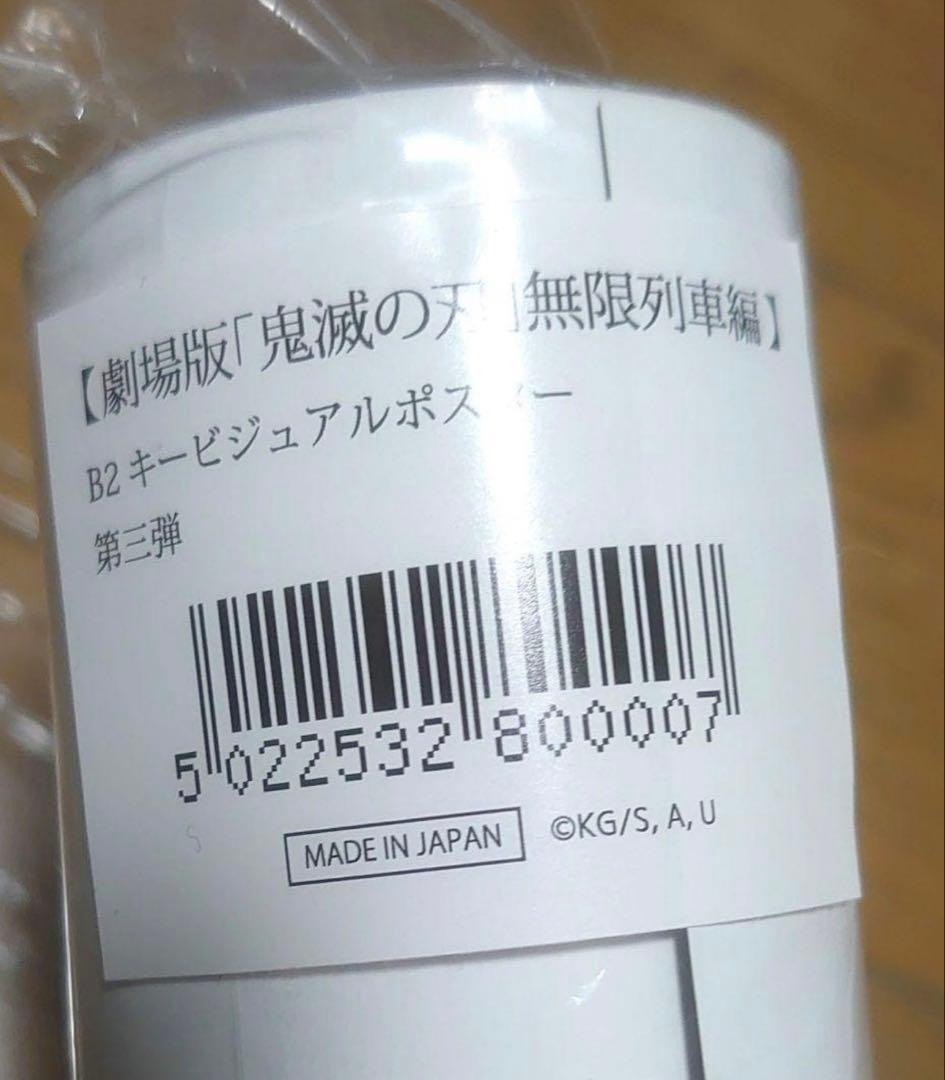 【劇場版「鬼滅の刃」無限列車編】
B2 キービジュアルポスター
第三弾
5 022532 800007
MADE IN JAPAN
©KG/S, A, U